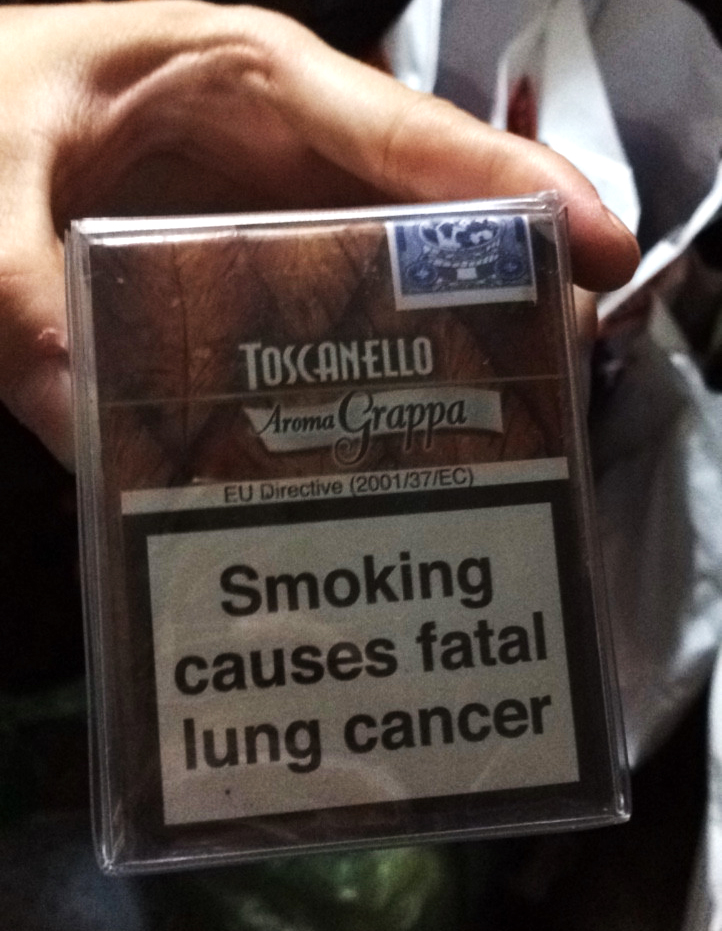 TOSCANELLO
Aroma Grappa
EU Directive (2001/37/EC)
Smoking
causes fatal
lung cancer